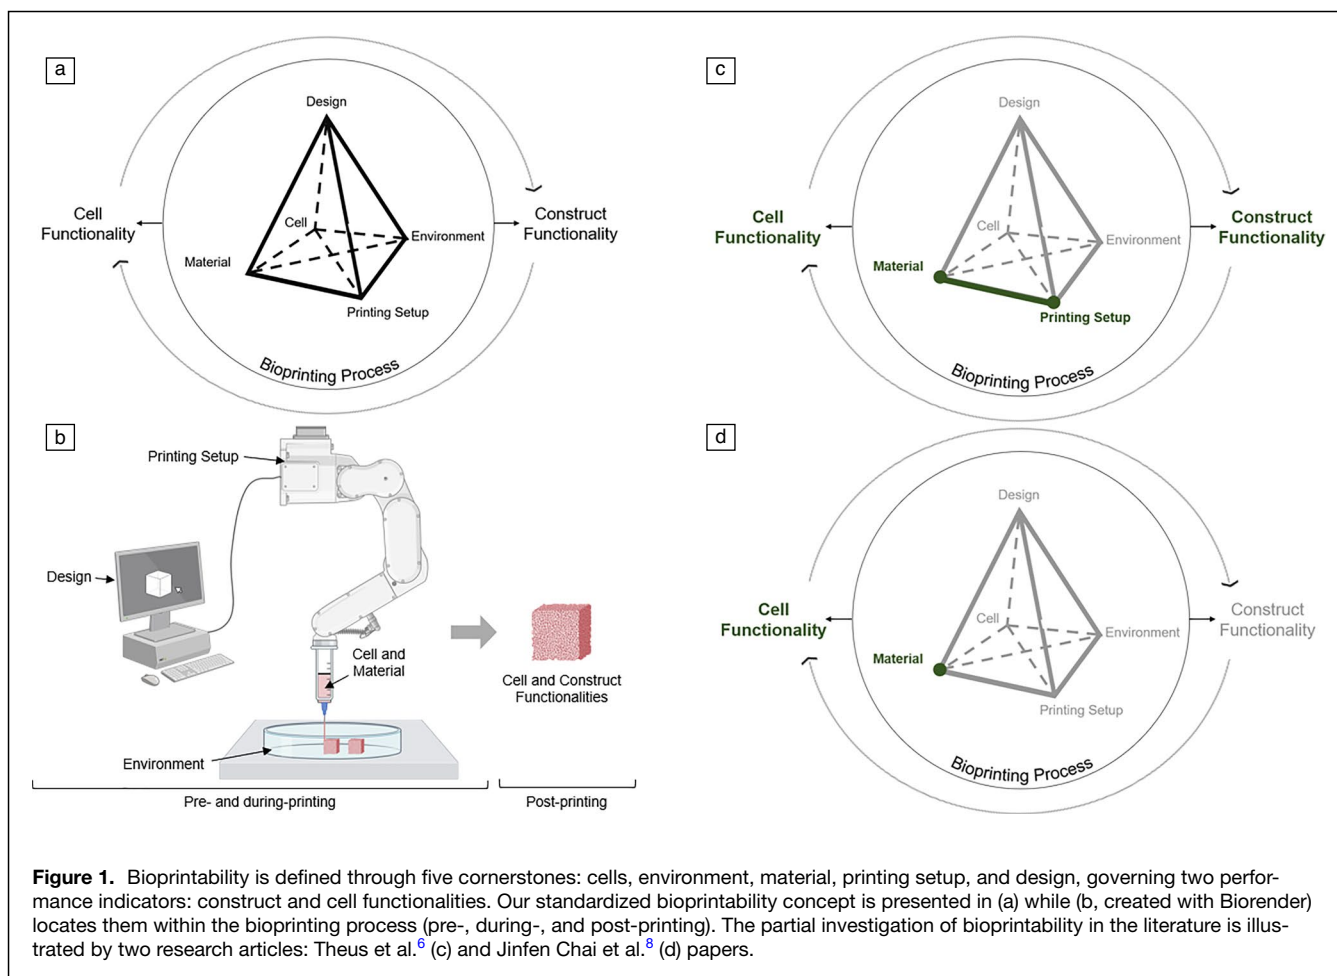 a
Design
Cell
Functionality
Cell
Environment
Construct
Functionality
Material
Printing Setup
Bioprinting Process
b
Printing Setup
Design
Cell and
Material
Cell and Construct
Functionalities
Environment
Pre- and during-printing
Post-printing
c
Design
Cell
Functionality
Cell
Environment
Construct
Functionality
Material
Printing Setup
Bioprinting Process
d
Design
Cell
Functionality
Cell
Environment
Construct
Functionality
Material
Printing Setup
Bioprinting Process
Figure 1. Bioprintability is defined through five cornerstones: cells, environment, material, printing setup, and design, governing two perfor-
mance indicators: construct and cell functionalities. Our standardized bioprintability concept is presented in (a) while (b, created with Biorender)
locates them within the bioprinting process (pre-, during-, and post-printing). The partial investigation of bioprintability in the literature is illus-
trated by two research articles: Theus et al.6 (c) and Jinfen Chai et al.8 (d) papers.